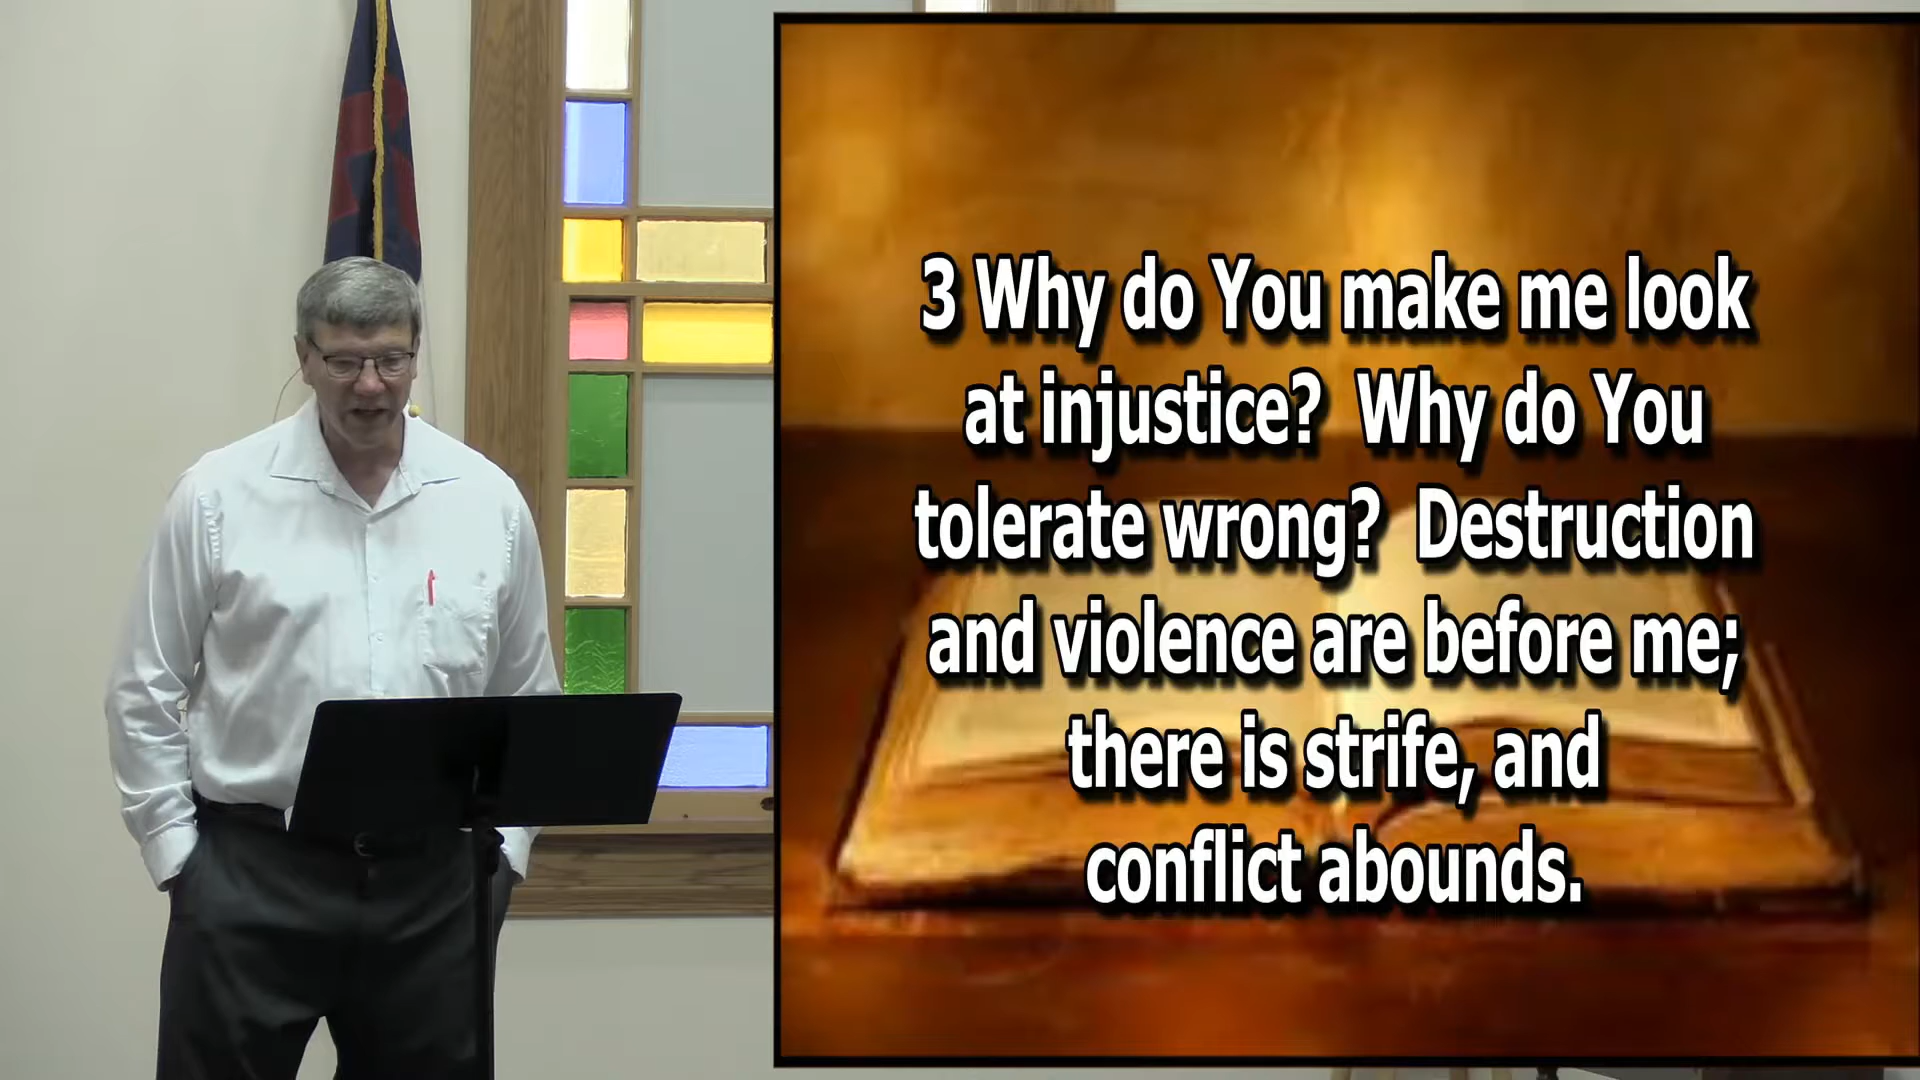 3 Why do You make me look
at injustice? Why do You
tolerate wrong? Destruction
and violence are before me;
there is strife, and
conflict abounds.